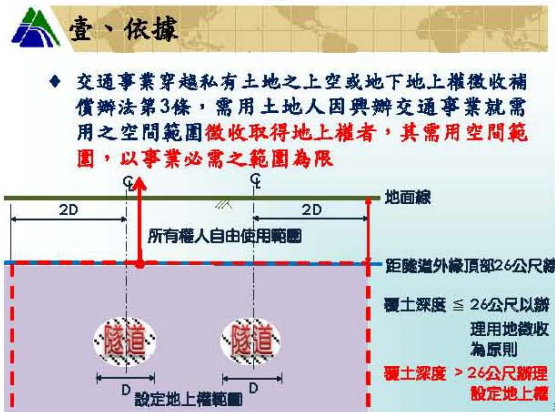 壹、依據
交通事業穿越私有土地之上空或地下地上權徵收補
償辦法第3條,需用土地人因興辦交通事業就需
用之空間範圍徵收取得地上權者,其需用空間範
圍,以事業必需之範圍為限
℄
℄
地面線
2D
2D
所有權人自由使用範圍
距隧道外緣頂部26公尺線
覆土深度 ≦ 26公尺以辦
理用地徵收
為原則
隧道
隧道
覆土深度 > 26公尺辦理
設定地上權
D
D
設定地上權範圍